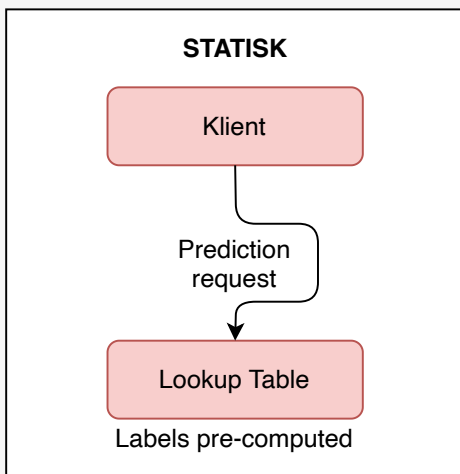 STATISK
Klient
Prediction
request
Lookup Table
Labels pre-computed